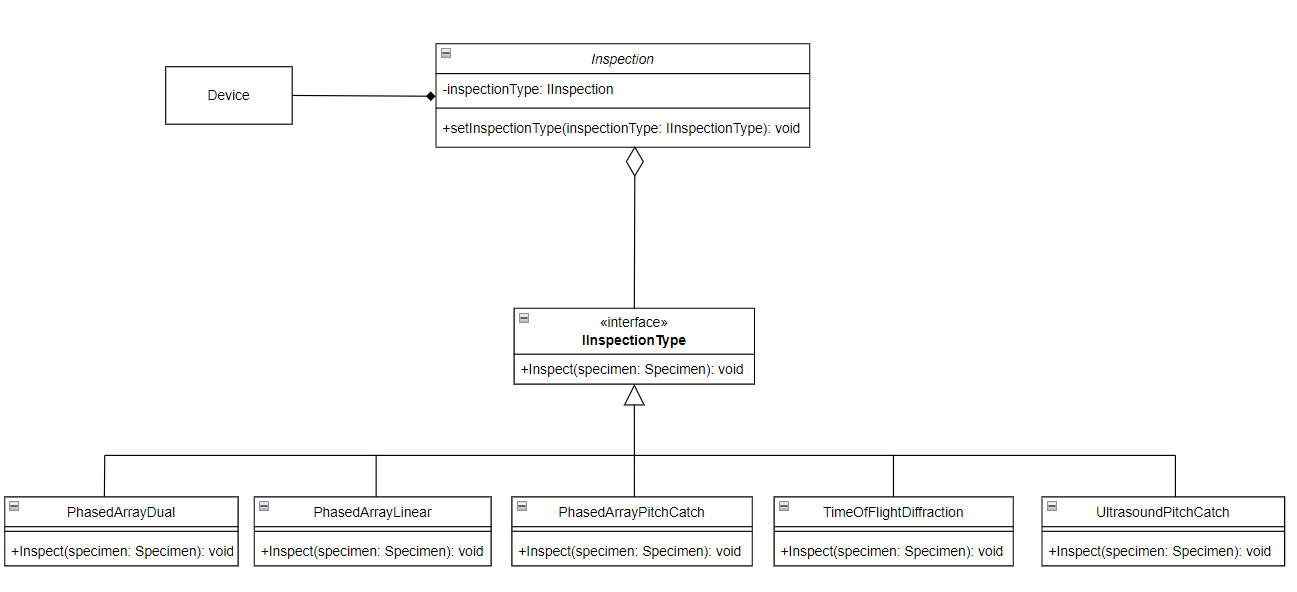 Inspection
Device
-inspectionType: IInspection
+setInspectionType(inspectionType: IInspectionType): void
«interface»
IInspectionType
+Inspect(specimen: Specimen): void
PhasedArrayDual
+Inspect(specimen: Specimen): void
PhasedArrayLinear
+Inspect(specimen: Specimen): void
PhasedArrayPitchCatch
+Inspect(specimen: Specimen): void
TimeOfFlightDiffraction
+Inspect(specimen: Specimen): void
UltrasoundPitchCatch
+Inspect(specimen: Specimen): void